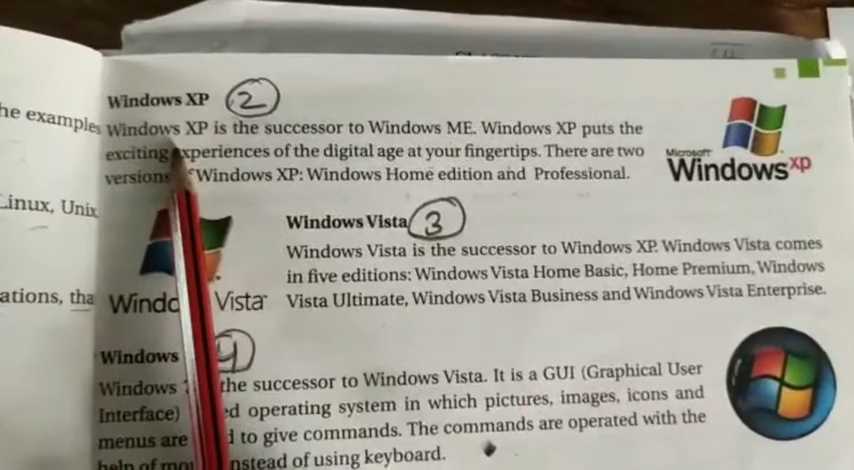 he examples
Linux, Unix
ations, tha
Windows XP 2
Windows XP is the successor to Windows ME. Windows XP puts the
exciting experiences of the digital age at your fingertips. There are two
versions Windows XP: Windows Home edition and Professional.
Microsoft
Windows xp
Windows Vista 3
Windows Vista is the successor to Windows XP. Windows Vista comes
in five editions: Windows Vista Home Basic, Home Premium, Windows
Vista Ultimate, Windows Vista Business and Windows Vista Enterprise.
Vista
Windows 4
Windows the successor to Windows Vista. It is a GUI (Graphical User
Interface) operating system in which pictures, images, icons and
menus are to give commands. The commands are operated with the
help of instead of using keyboard.